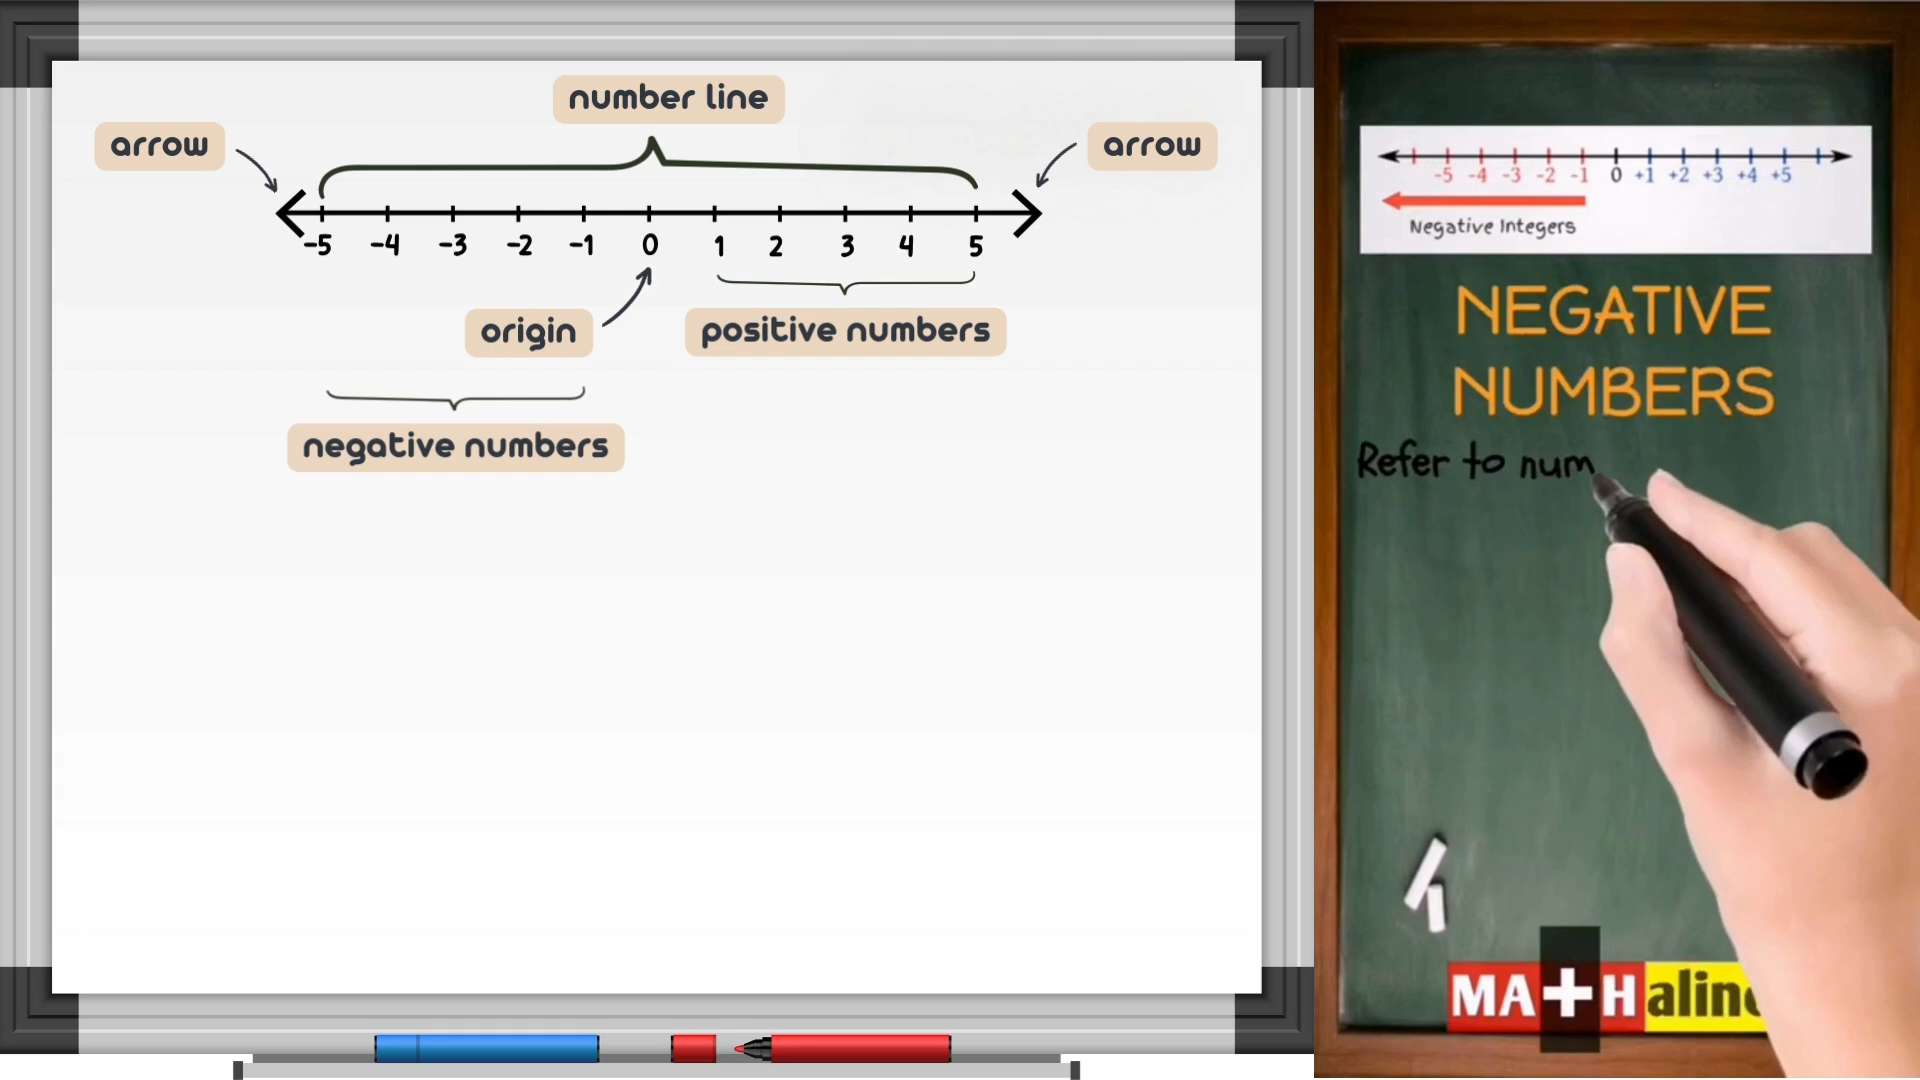 number line
arrow
arrow
-5 -4 -3 -2 -1 0 1 2 3 4 5
origin
positive numbers
negative numbers
-5 -4 -3 -2 -1 0 +1 +2 +3 +4 +5
Negative Integers
NEGATIVE
NUMBERS
Refer to num
MATH